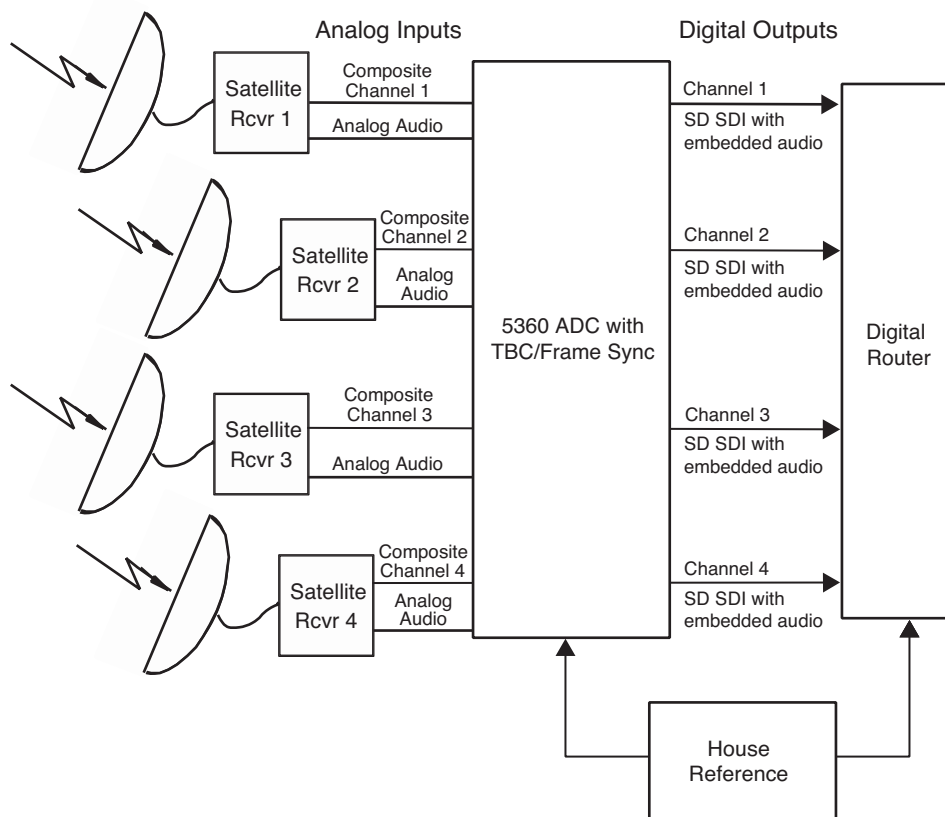 Analog Inputs
Digital Outputs
Satellite
Rcvr 1
Composite
Channel 1
Analog Audio
Channel 1
SD SDI with
embedded audio
Satellite
Rcvr 2
Composite
Channel 2
Analog
Audio
Channel 2
SD SDI with
embedded audio
5360 ADC with
TBC/Frame Sync
Digital
Router
Satellite
Rcvr 3
Composite
Channel 3
Analog Audio
Channel 3
SD SDI with
embedded audio
Satellite
Rcvr 4
Composite
Channel 4
Analog
Audio
Channel 4
SD SDI with
embedded audio
House
Reference